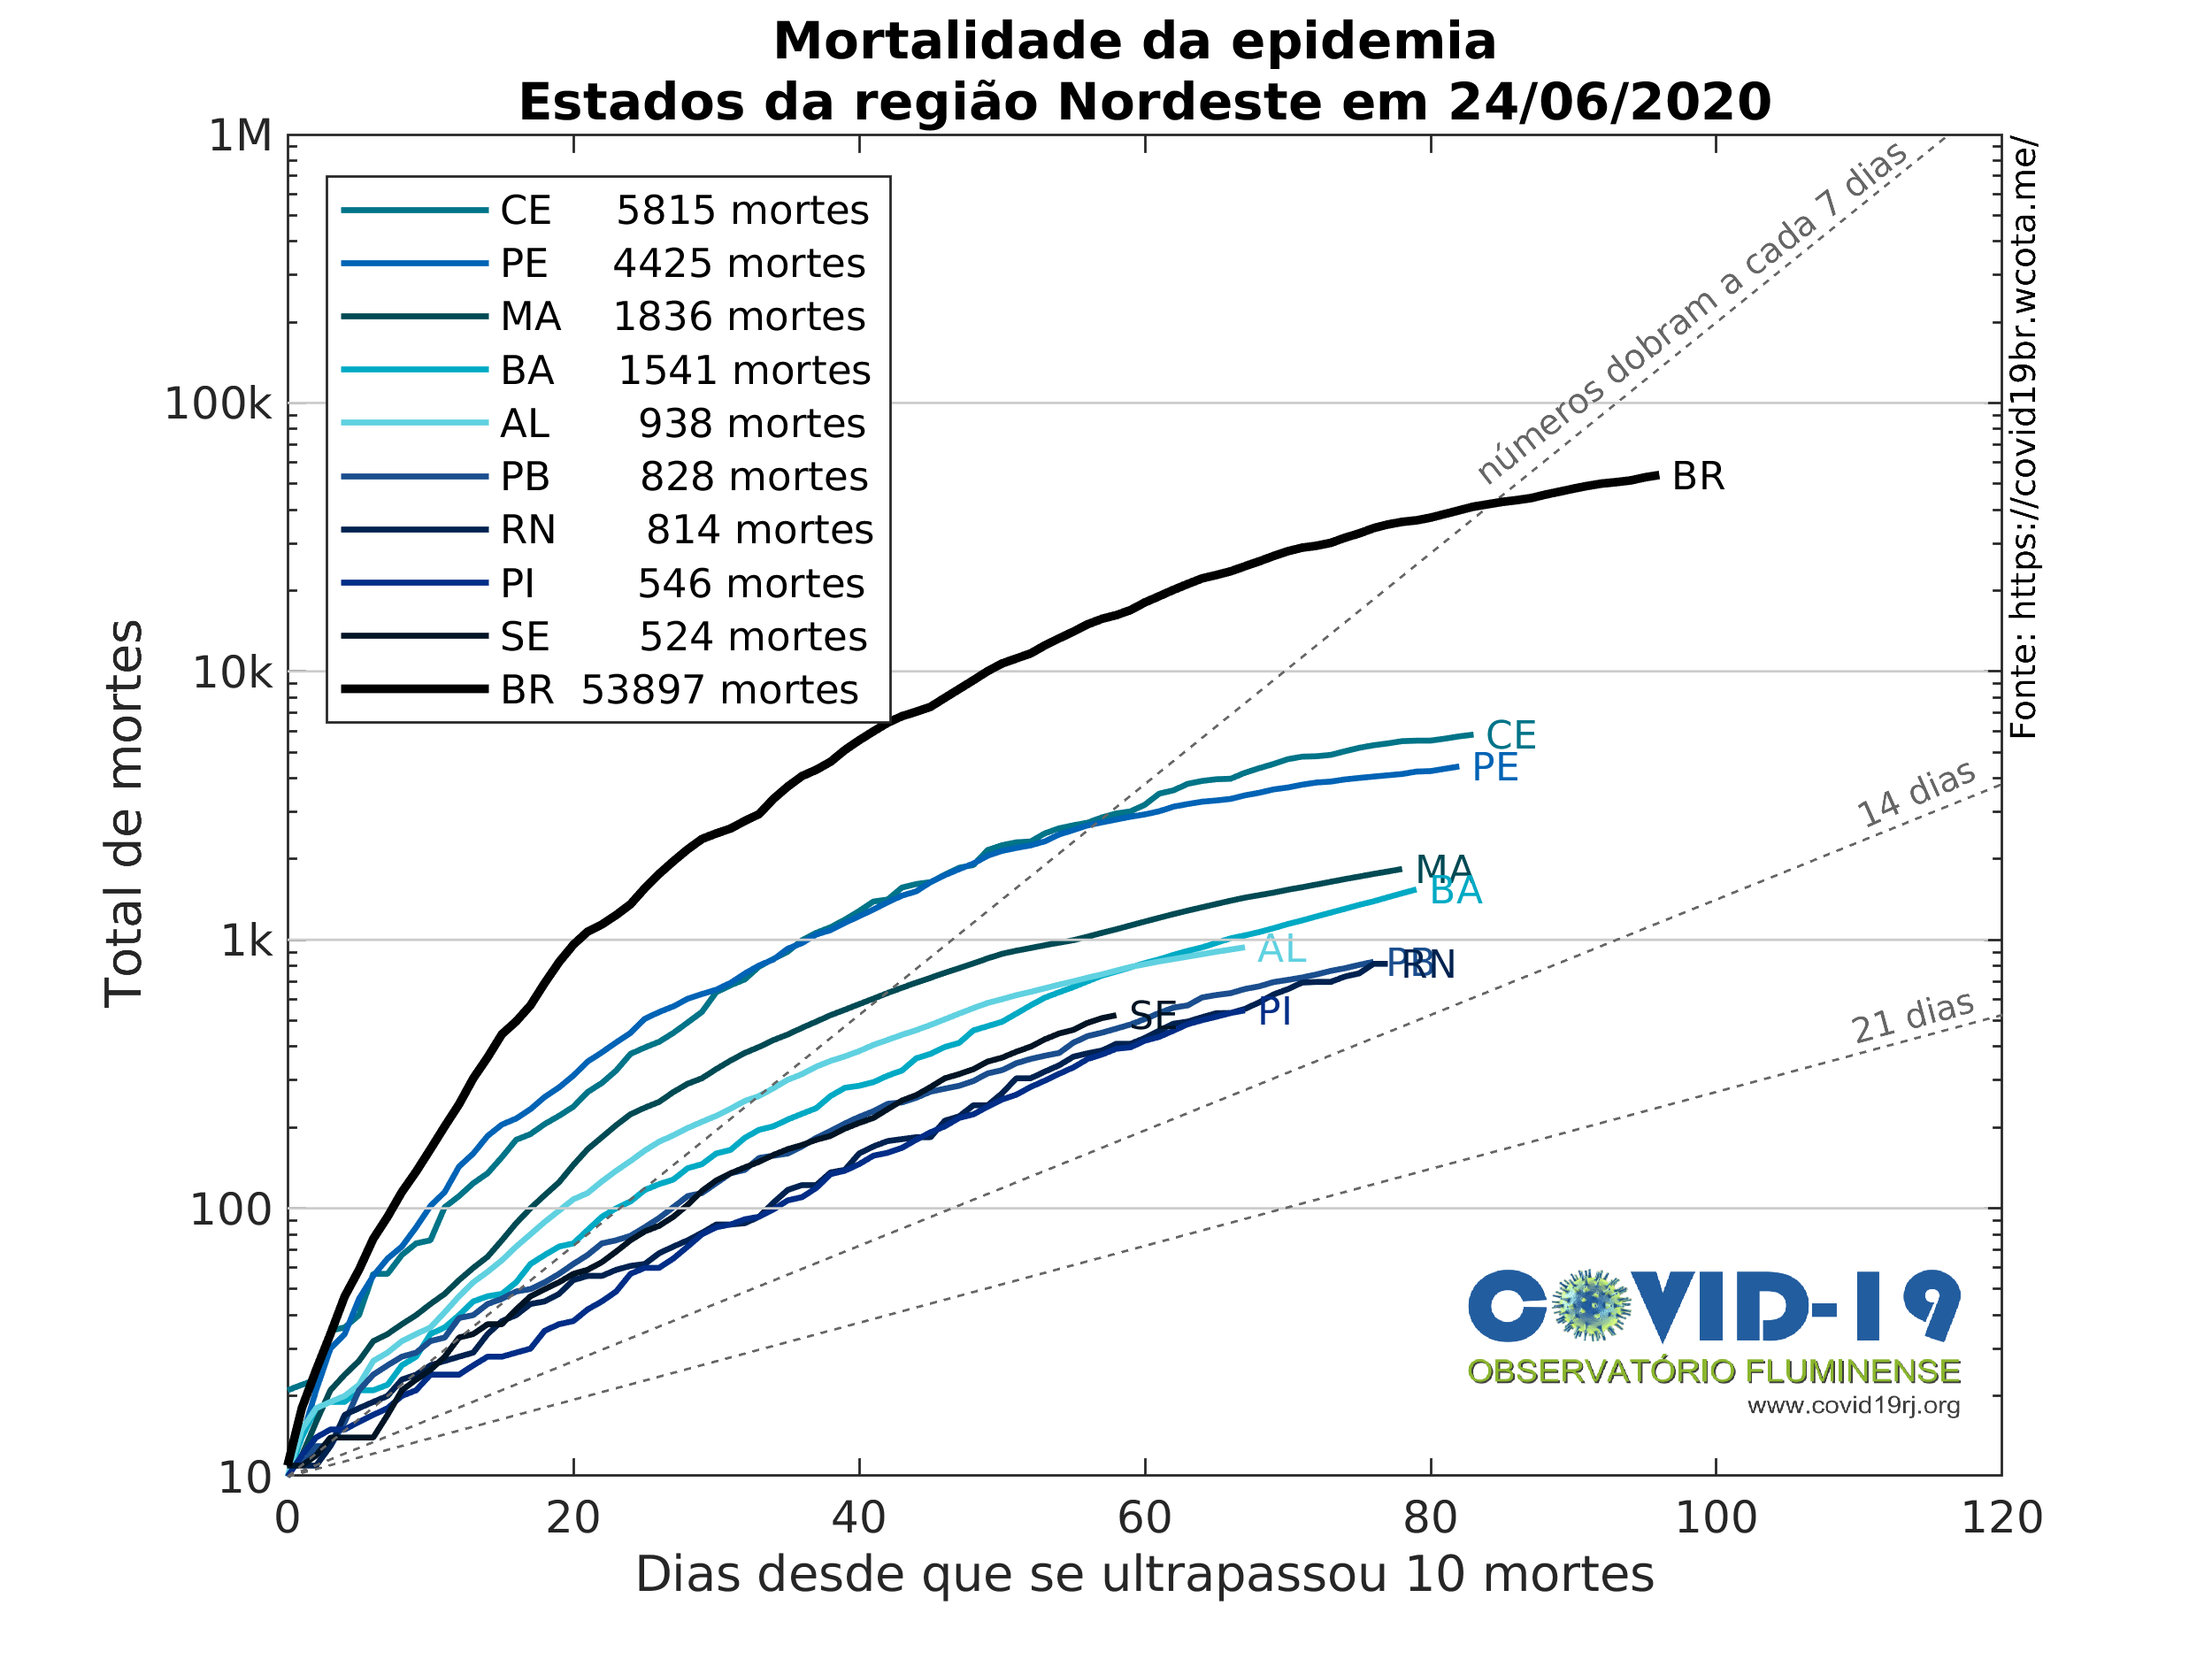 Mortalidade da epidemia
Estados da região Nordeste em 24/06/2020
1M
100k
10k
1k
100
10
Total de mortes
CE 5815 mortes
PE 4425 mortes
MA 1836 mortes
BA 1541 mortes
AL 938 mortes
PB 828 mortes
RN 814 mortes
PI 546 mortes
SE 524 mortes
BR 53897 mortes
números dobram a cada 7 dias
14 dias
21 dias
BR
CE
PE
MA
BA
AL
PB
RN
PI
SE
Fonte: https://covid19br.wcota.me/
COVID-19
OBSERVATÓRIO FLUMINENSE
www.covid19rj.org
0 20 40 60 80 100 120
Dias desde que se ultrapassou 10 mortes